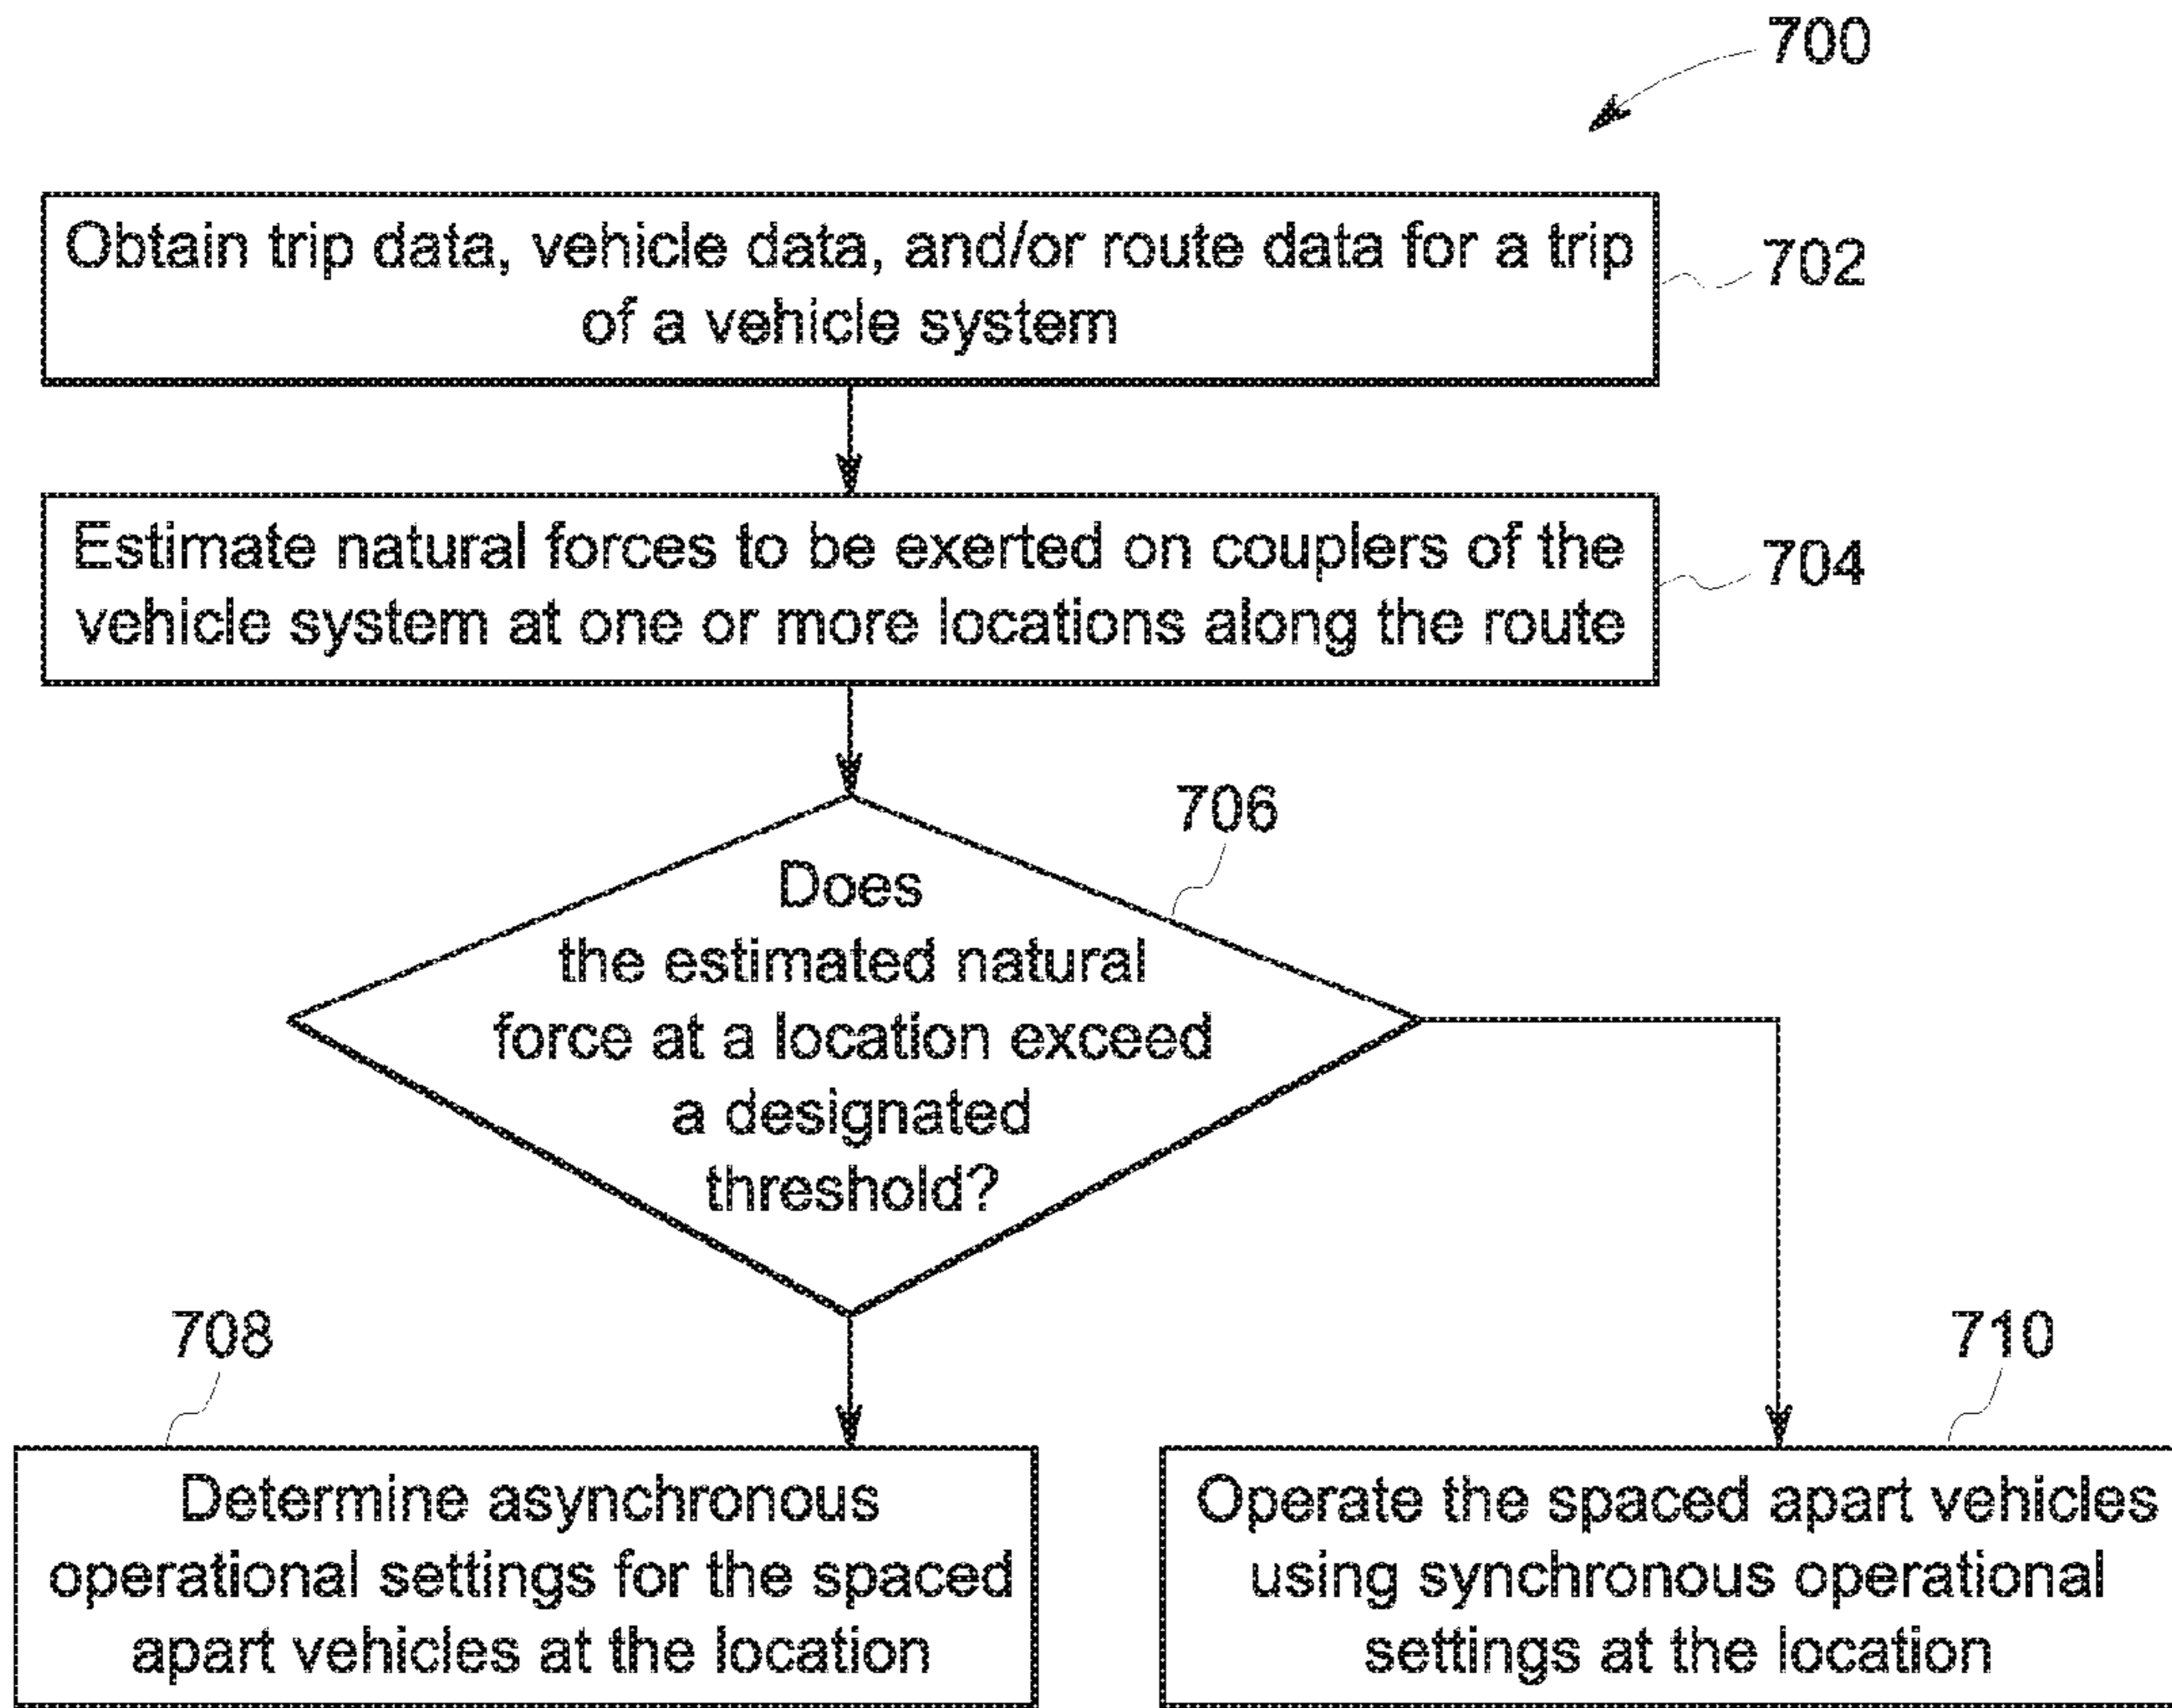 700
Obtain trip data, vehicle data, and/or route data for a trip
of a vehicle system
702
Estimate natural forces to be exerted on couplers of the
vehicle system at one or more locations along the route
704
706
Does
the estimated natural
force at a location exceed
a designated
threshold?
708
Determine asynchronous
operational settings for the spaced
apart vehicles at the location
710
Operate the spaced apart vehicles
using synchronous operational
settings at the location